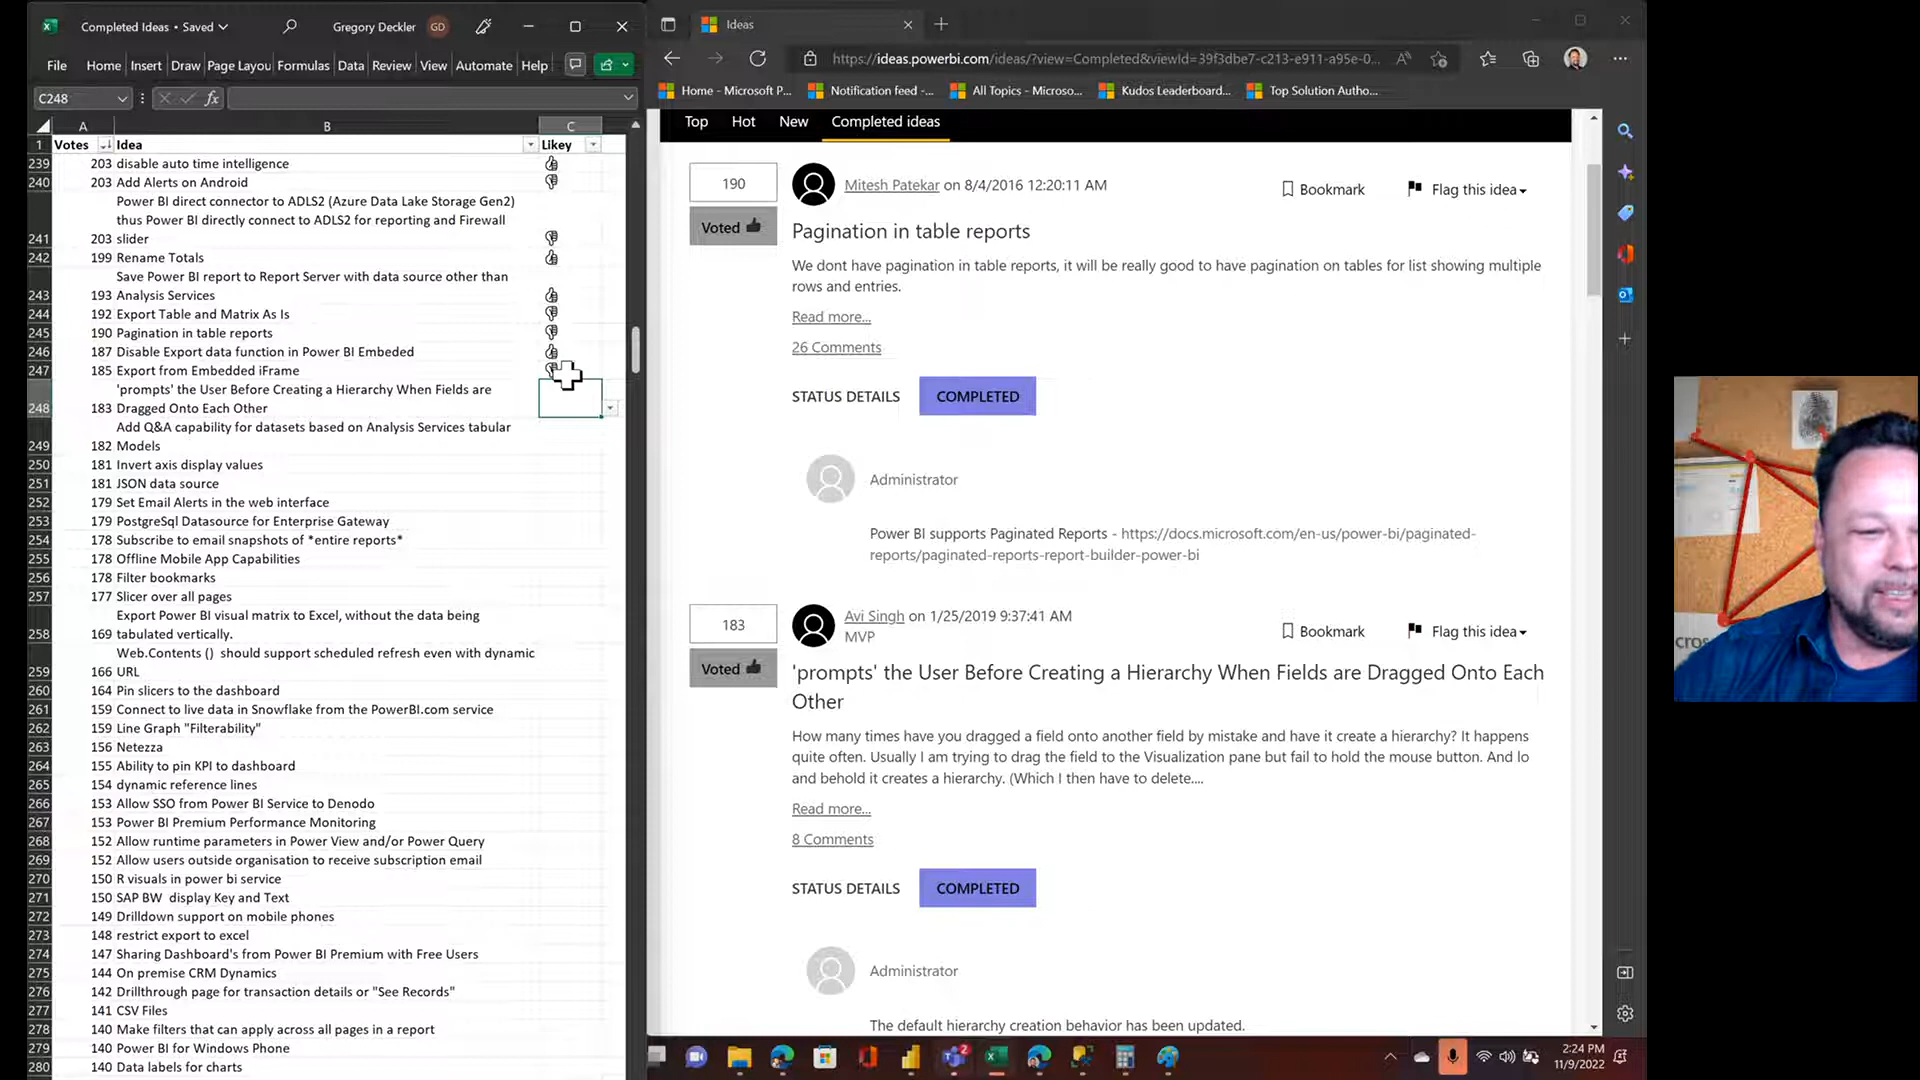 Completed Ideas • Saved
Gregory Deckler
GD
File Home Insert Draw Page Layou Formulas Data Review View Automate Help
C248
fx
A B C
1 Votes Idea Likey
239 203 disable auto time intelligence
240 203 Add Alerts on Android
Power BI direct connector to ADLS2 (Azure Data Lake Storage Gen2)
thus Power BI directly connect to ADLS2 for reporting and Firewall
241 203 slider
242 199 Rename Totals
Save Power BI report to Report Server with data source other than
243 193 Analysis Services
244 192 Export Table and Matrix As Is
245 190 Pagination in table reports
246 187 Disable Export data function in Power BI Embeded
247 185 Export from Embedded iFrame
'prompts' the User Before Creating a Hierarchy When Fields are
248 183 Dragged Onto Each Other
Add Q&A capability for datasets based on Analysis Services tabular
249 182 Models
250 181 Invert axis display values
251 181 JSON data source
252 179 Set Email Alerts in the web interface
253 179 PostgreSql Datasource for Enterprise Gateway
254 178 Subscribe to email snapshots of *entire reports*
255 178 Offline Mobile App Capabilities
256 178 Filter bookmarks
257 177 Slicer over all pages
Export Power BI visual matrix to Excel, without the data being
258 169 tabulated vertically.
Web.Contents () should support scheduled refresh even with dynamic
259 166 URL
260 164 Pin slicers to the dashboard
261 159 Connect to live data in Snowflake from the PowerBI.com service
262 159 Line Graph "Filterability"
263 156 Netezza
264 155 Ability to pin KPI to dashboard
265 154 dynamic reference lines
266 153 Allow SSO from Power BI Service to Denodo
267 153 Power BI Premium Performance Monitoring
268 152 Allow runtime parameters in Power View and/or Power Query
269 152 Allow users outside organisation to receive subscription email
270 150 R visuals in power bi service
271 150 SAP BW display Key and Text
272 149 Drilldown support on mobile phones
273 148 restrict export to excel
274 147 Sharing Dashboard's from Power BI Premium with Free Users
275 144 On premise CRM Dynamics
276 142 Drillthrough page for transaction details or "See Records"
277 141 CSV Files
278 140 Make filters that can apply across all pages in a report
279 140 Power BI for Windows Phone
280 140 Data labels for charts
Ideas
https://ideas.powerbi.com/ideas/?view=Completed&viewId=39f3dbe7-c213-e911-a95e-0...
Home - Microsoft P... Notification feed -... All Topics - Microso... Kudos Leaderboard... Top Solution Autho...
Top Hot New Completed ideas
190
Voted
Mitesh Patekar on 8/4/2016 12:20:11 AM
Bookmark Flag this idea
Pagination in table reports
We dont have pagination in table reports, it will be really good to have pagination on tables for list showing multiple
rows and entries.
Read more...
26 Comments
STATUS DETAILS COMPLETED
Administrator
Power BI supports Paginated Reports - https://docs.microsoft.com/en-us/power-bi/paginated-
reports/paginated-reports-report-builder-power-bi
183
Voted
Avi Singh on 1/25/2019 9:37:41 AM
MVP
Bookmark Flag this idea
'prompts' the User Before Creating a Hierarchy When Fields are Dragged Onto Each
Other
How many times have you dragged a field onto another field by mistake and have it create a hierarchy? It happens
quite often. Usually I am trying to drag the field to the Visualization pane but fail to hold the mouse button. And lo
and behold it creates a hierarchy. (Which I then have to delete....
Read more...
8 Comments
STATUS DETAILS COMPLETED
Administrator
The default hierarchy creation behavior has been updated.
2:24 PM
11/9/2022